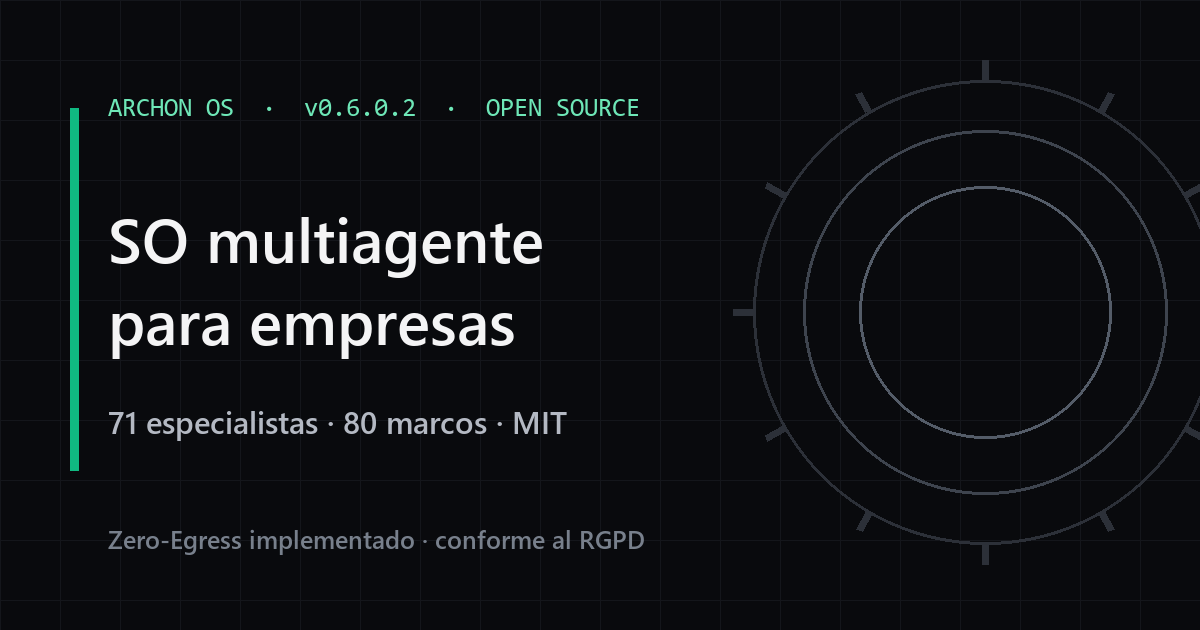 ARCHON OS · v0.6.0.2 · OPEN SOURCE
SO multiagente
para empresas
71 especialistas · 80 marcos · MIT
Zero-Egress implementado · conforme al RGPD